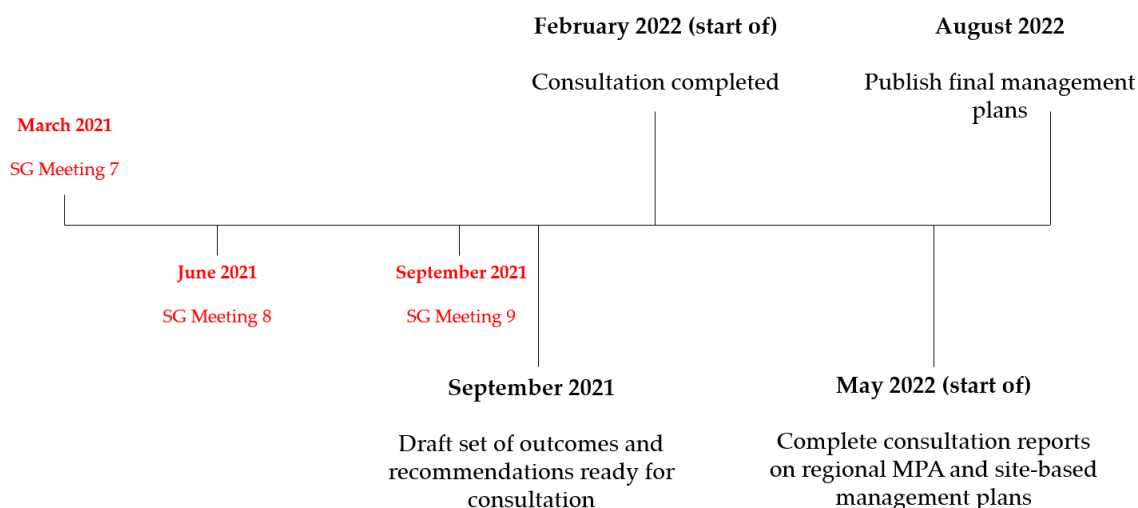 February 2022 (start of)
Consultation completed
August 2022
Publish final management
plans
March 2021
SG Meeting 7
June 2021
SG Meeting 8
September 2021
SG Meeting 9
September 2021
Draft set of outcomes and
recommendations ready for
consultation
May 2022 (start of)
Complete consultation reports
on regional MPA and site-based
management plans